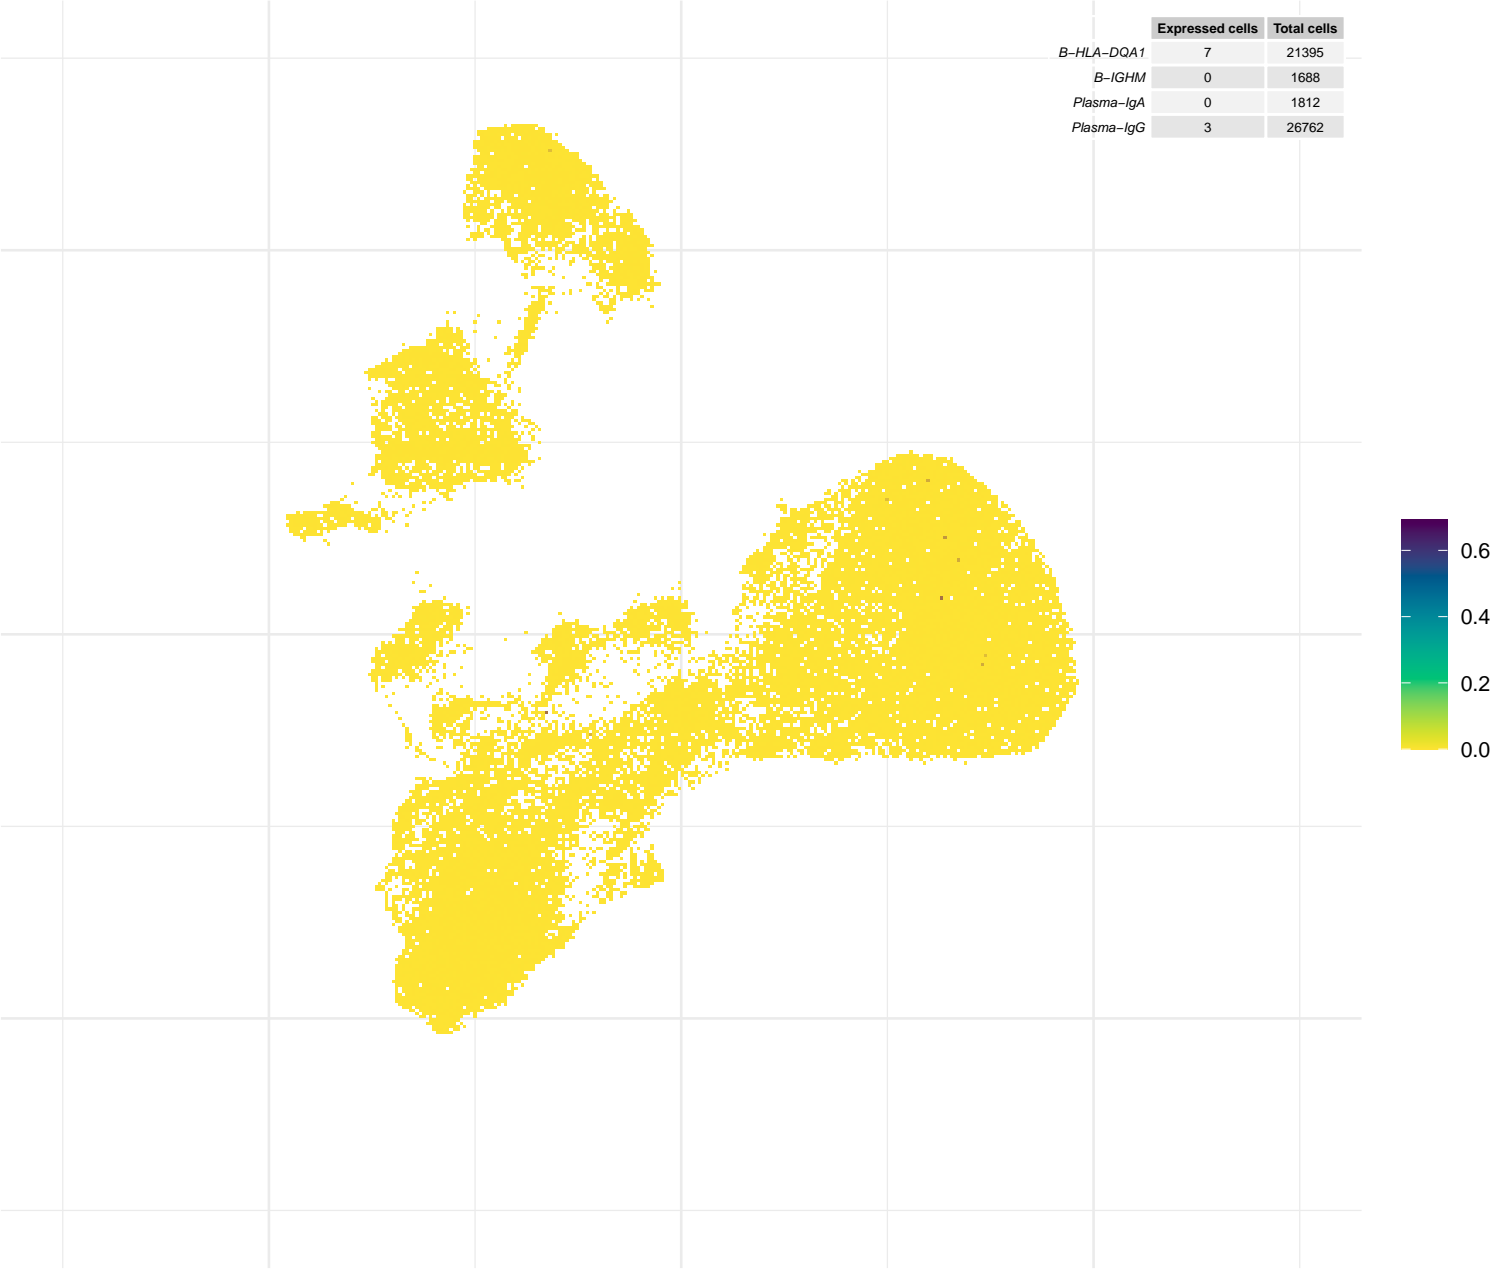 Expressed cells Total cells
B−HLA−DQA1 7 21395
B−IGHM 0 1688
Plasma−IgA 0 1812
Plasma−IgG 3 26762
0.6
0.4
0.2
0.0